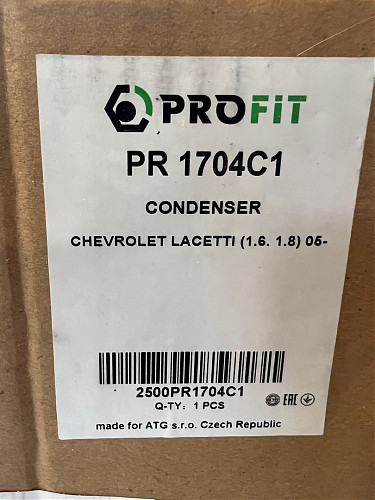 PROFIT
PR 1704C1
CONDENSER
CHEVROLET LACETTI (1.6. 1.8) 05-
2500PR1704C1
Q-TY: 1 PCS
EAC
made for ATG s.r.o. Czech Republic